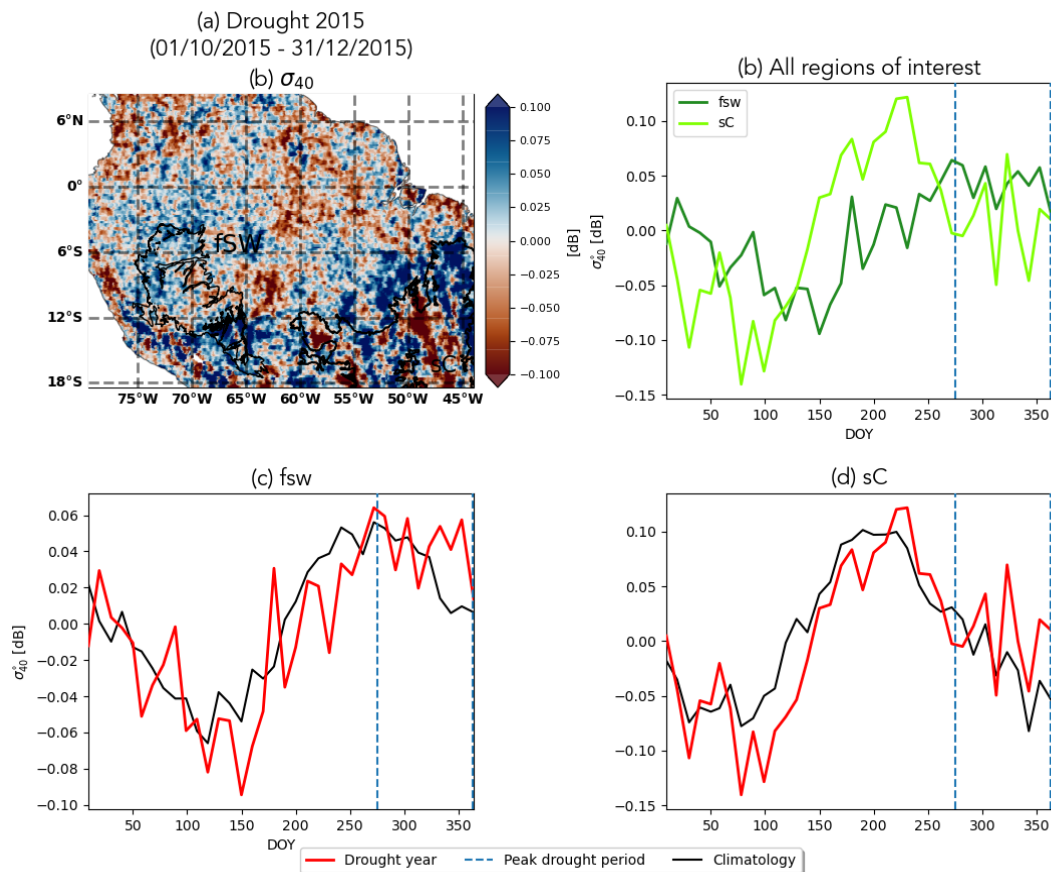 (a) Drought 2015
(01/10/2015 - 31/12/2015)
(b) σ40
6°N
0°
6°S
12°S
18°S
75°W 70°W 65°W 60°W 55°W 50°W 45°W
fSW
sC
0.100
0.075
0.050
0.025
0.000
−0.025
−0.050
−0.075
−0.100
[dB]
(b) All regions of interest
fsw
sC
0.10
0.05
0.00
−0.05
−0.10
−0.15
σ°40 [dB]
50 100 150 200 250 300 350
DOY
(c) fsw
0.06
0.04
0.02
0.00
−0.02
−0.04
−0.06
−0.08
−0.10
σ°40 [dB]
50 100 150 200 250 300 350
DOY
(d) sC
0.10
0.05
0.00
−0.05
−0.10
−0.15
50 100 150 200 250 300 350
DOY
Drought year Peak drought period Climatology